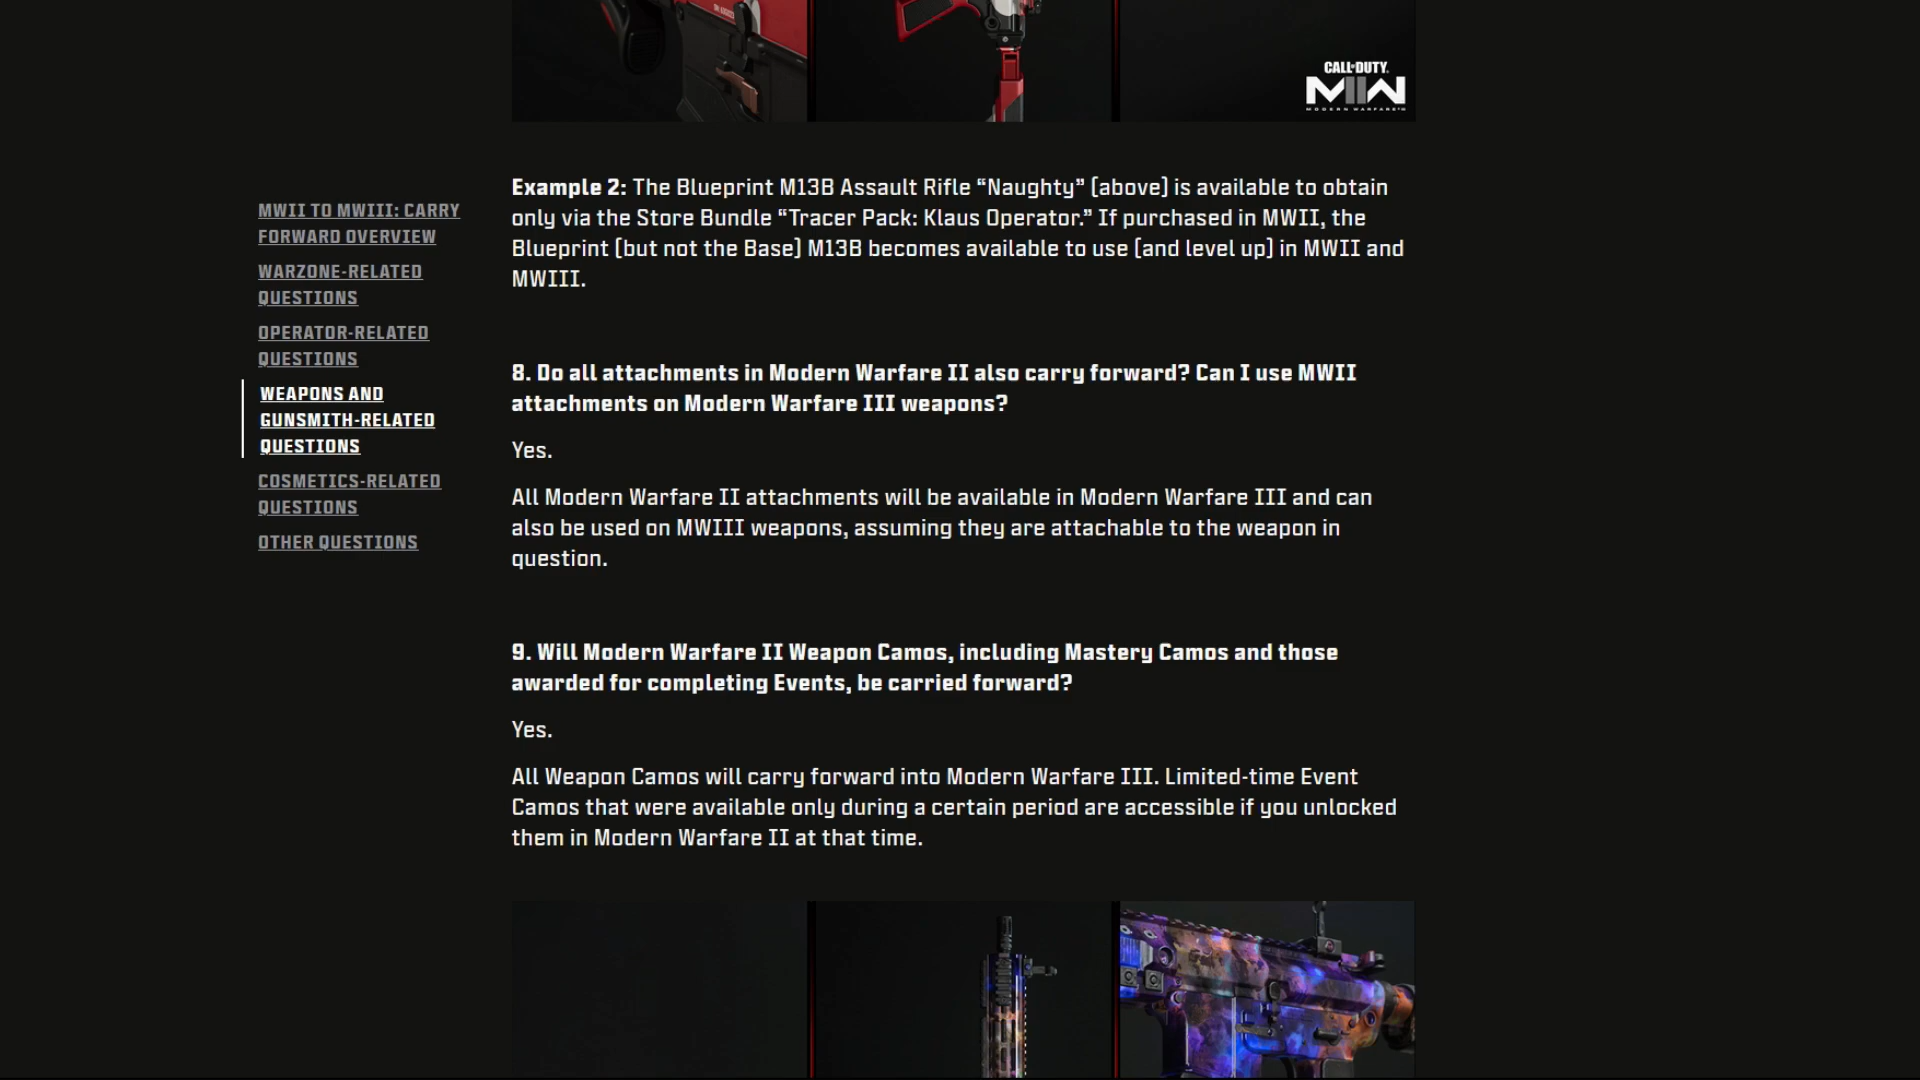 CALL OF DUTY
MWII
MODERN WARFARE II
MWII TO MWIII: CARRY
FORWARD OVERVIEW
WARZONE-RELATED
QUESTIONS
OPERATOR-RELATED
QUESTIONS
WEAPONS AND
GUNSMITH-RELATED
QUESTIONS
COSMETICS-RELATED
QUESTIONS
OTHER QUESTIONS
Example 2: The Blueprint M13B Assault Rifle “Naughty” (above) is available to obtain
only via the Store Bundle “Tracer Pack: Klaus Operator.” If purchased in MWII, the
Blueprint (but not the Base) M13B becomes available to use (and level up) in MWII and
MWIII.
8. Do all attachments in Modern Warfare II also carry forward? Can I use MWII
attachments on Modern Warfare III weapons?
Yes.
All Modern Warfare II attachments will be available in Modern Warfare III and can
also be used on MWIII weapons, assuming they are attachable to the weapon in
question.
9. Will Modern Warfare II Weapon Camos, including Mastery Camos and those
awarded for completing Events, be carried forward?
Yes.
All Weapon Camos will carry forward into Modern Warfare III. Limited-time Event
Camos that were available only during a certain period are accessible if you unlocked
them in Modern Warfare II at that time.